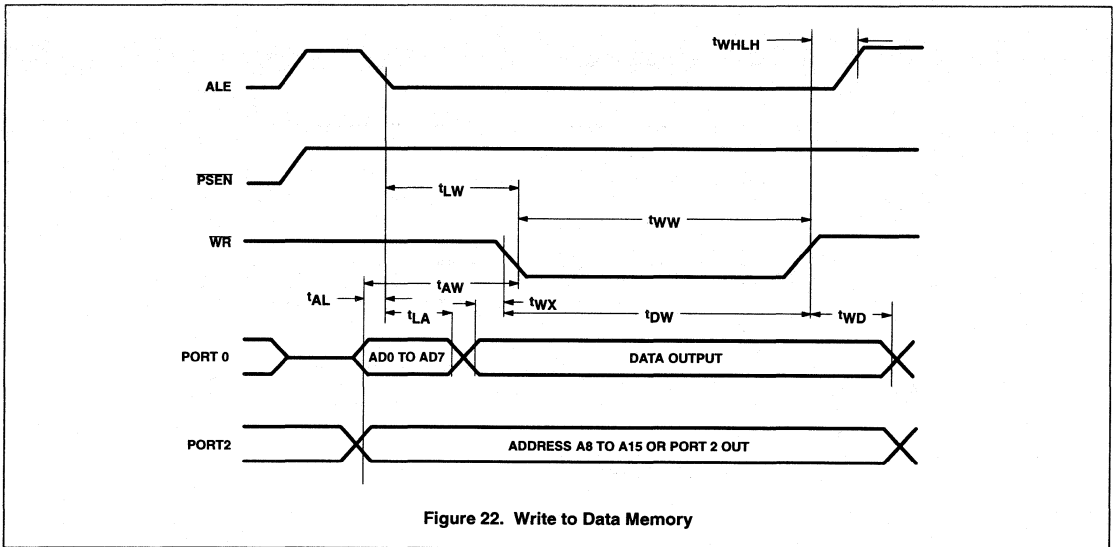 tWHLH
ALE
PSEN
tLW
tWW
WR
tAW
tAL
tWX
tLA
tDW
tWD
PORT 0
AD0 TO AD7
DATA OUTPUT
PORT2
ADDRESS A8 TO A15 OR PORT 2 OUT
Figure 22. Write to Data Memory